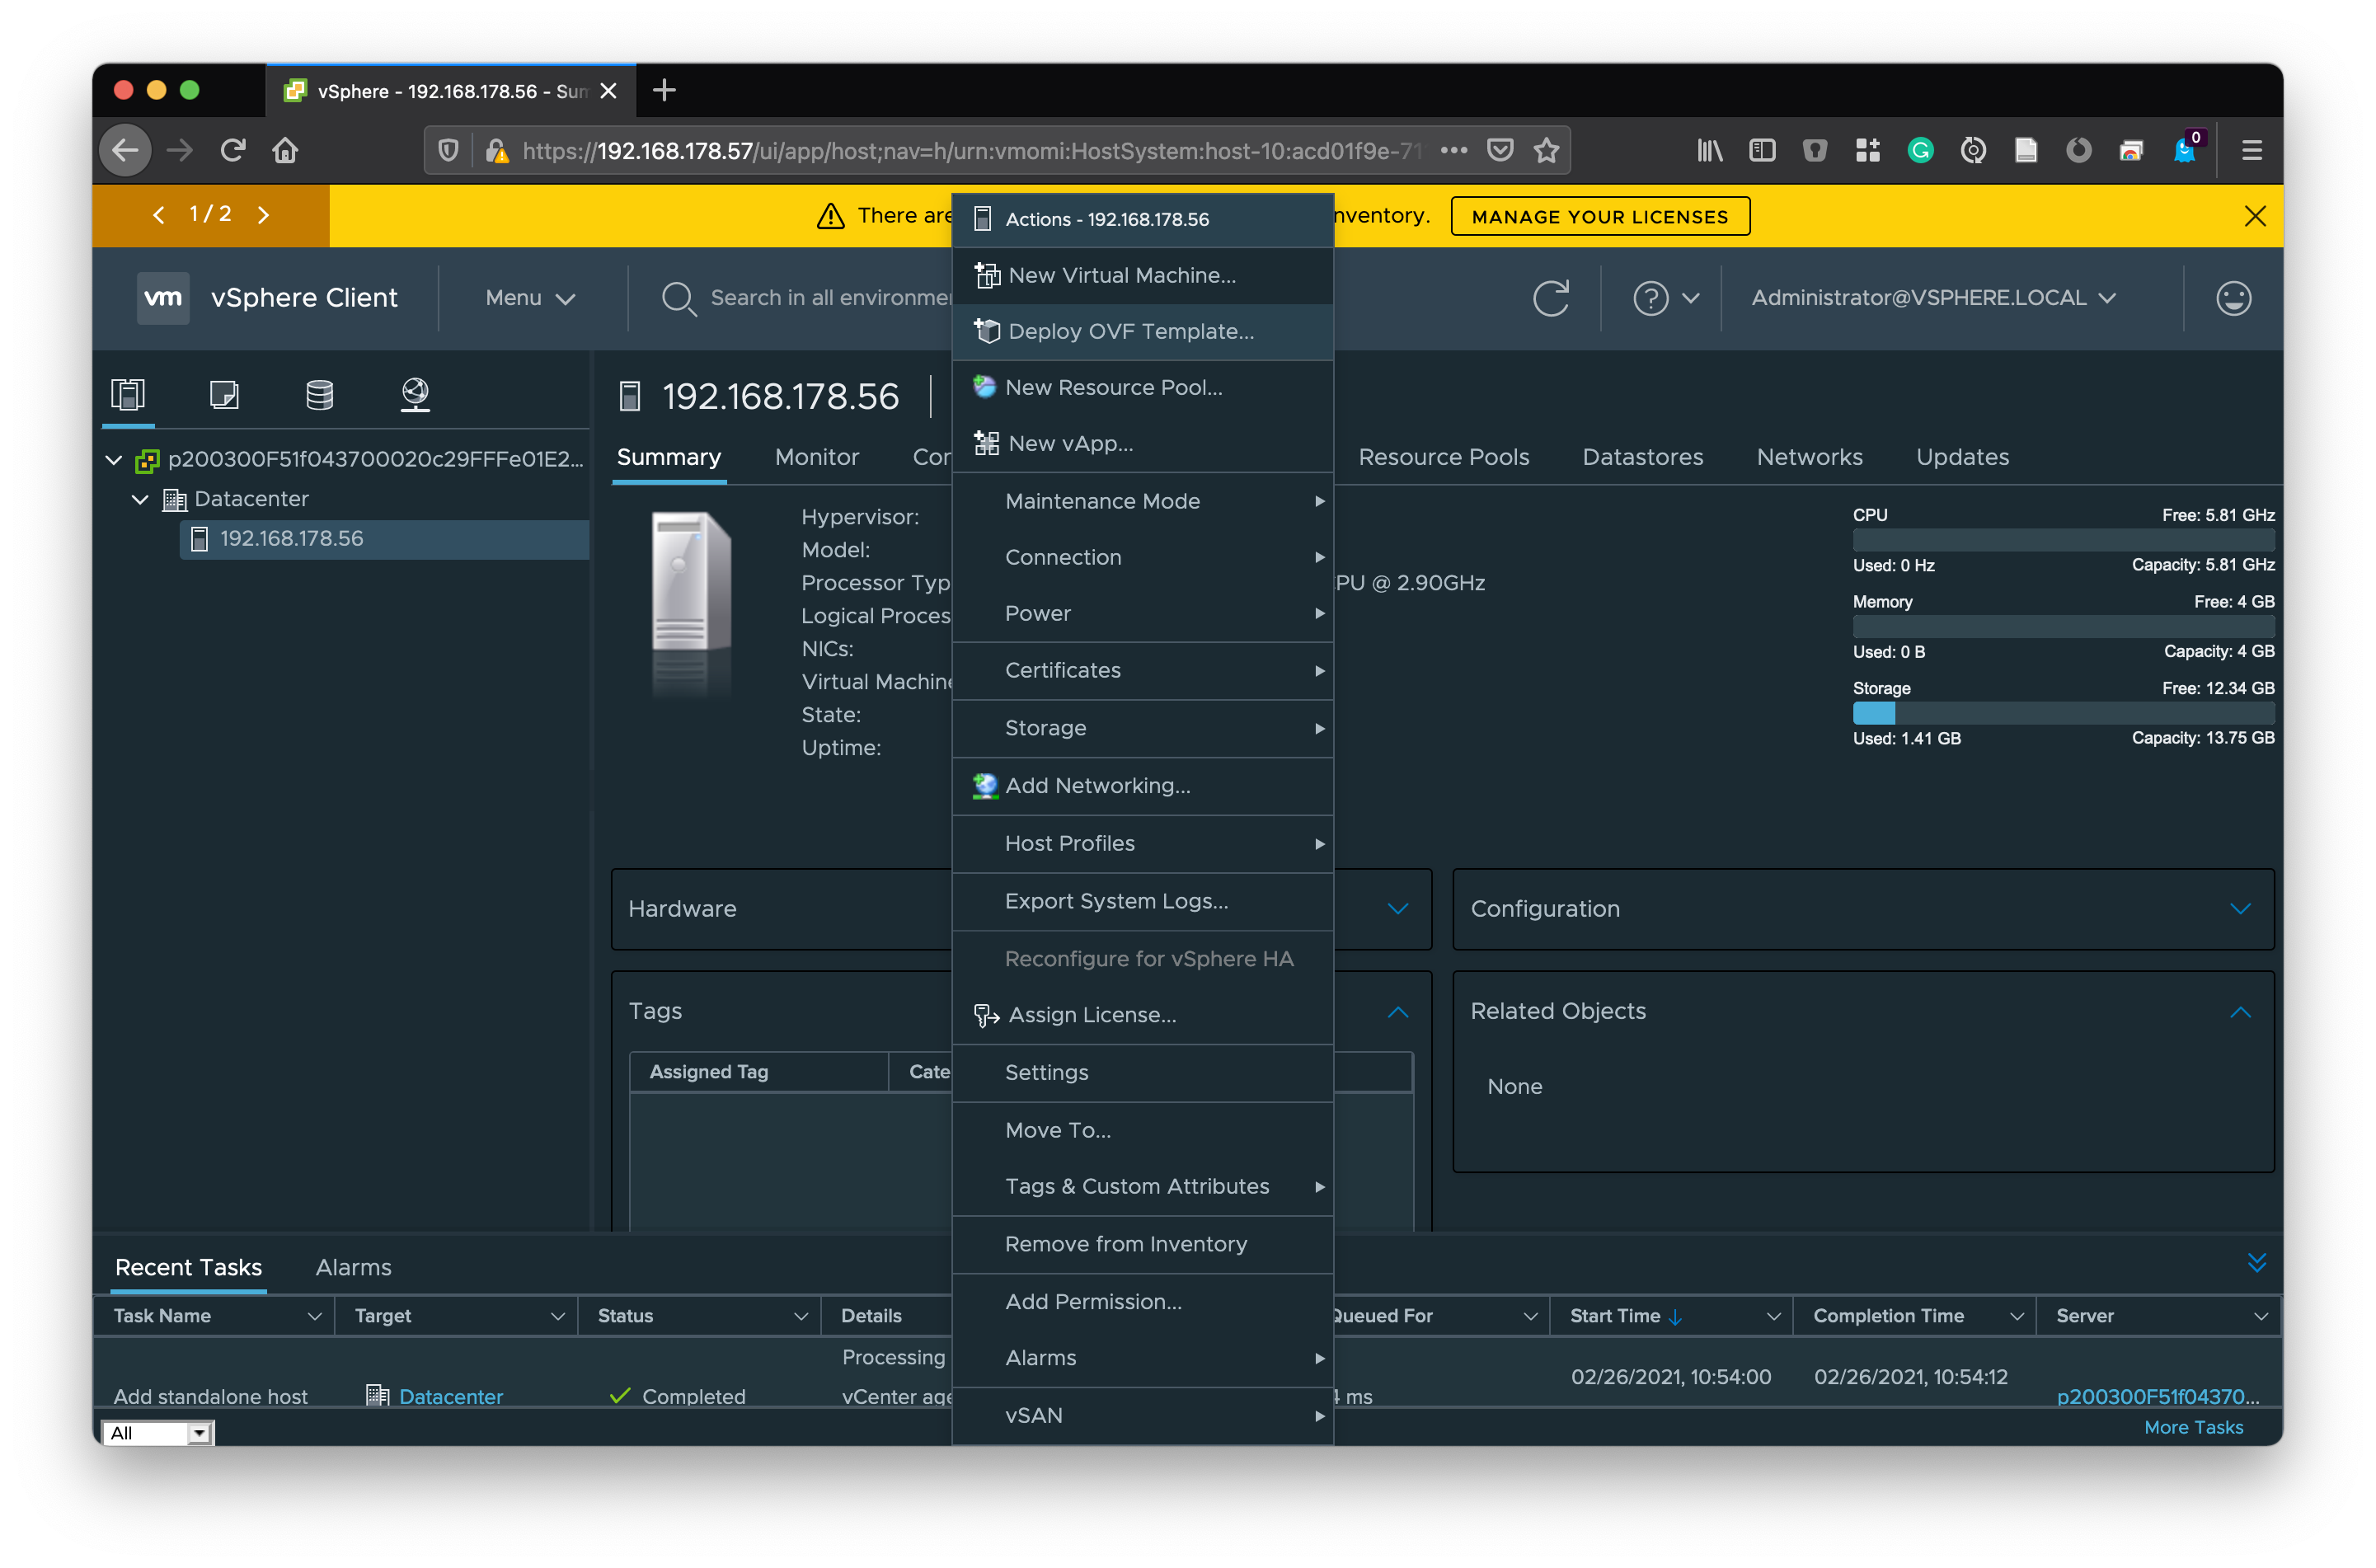 vSphere - 192.168.178.56 - Sum
https://192.168.178.57/ui/app/host;nav=h/urn:vmomi:HostSystem:host-10:acd01f9e-71
0
1 / 2
There are
nventory.
MANAGE YOUR LICENSES
vm
vSphere Client
Menu
Search in all environmen
Administrator@VSPHERE.LOCAL
Actions - 192.168.178.56
New Virtual Machine...
Deploy OVF Template...
New Resource Pool...
New vApp...
Maintenance Mode
Connection
Power
Certificates
Storage
Add Networking...
Host Profiles
Export System Logs...
Reconfigure for vSphere HA
Assign License...
Settings
Move To...
Tags & Custom Attributes
Remove from Inventory
Add Permission...
Alarms
vSAN
p200300F51f043700020c29FFFe01E2...
Datacenter
192.168.178.56
192.168.178.56
Summary
Monitor
Con
Resource Pools
Datastores
Networks
Updates
Hypervisor:
Model:
Processor Typ
PU @ 2.90GHz
Logical Proces
NICs:
Virtual Machine
State:
Uptime:
CPU
Free: 5.81 GHz
Used: 0 Hz
Capacity: 5.81 GHz
Memory
Free: 4 GB
Used: 0 B
Capacity: 4 GB
Storage
Free: 12.34 GB
Used: 1.41 GB
Capacity: 13.75 GB
Hardware
Configuration
Tags
Assigned Tag
Cate
Related Objects
None
Recent Tasks
Alarms
Task Name
Target
Status
Details
Queued For
Start Time
Completion Time
Server
Add standalone host
Datacenter
Completed
Processing
vCenter age
4 ms
02/26/2021, 10:54:00
02/26/2021, 10:54:12
p200300F51f04370...
All
More Tasks